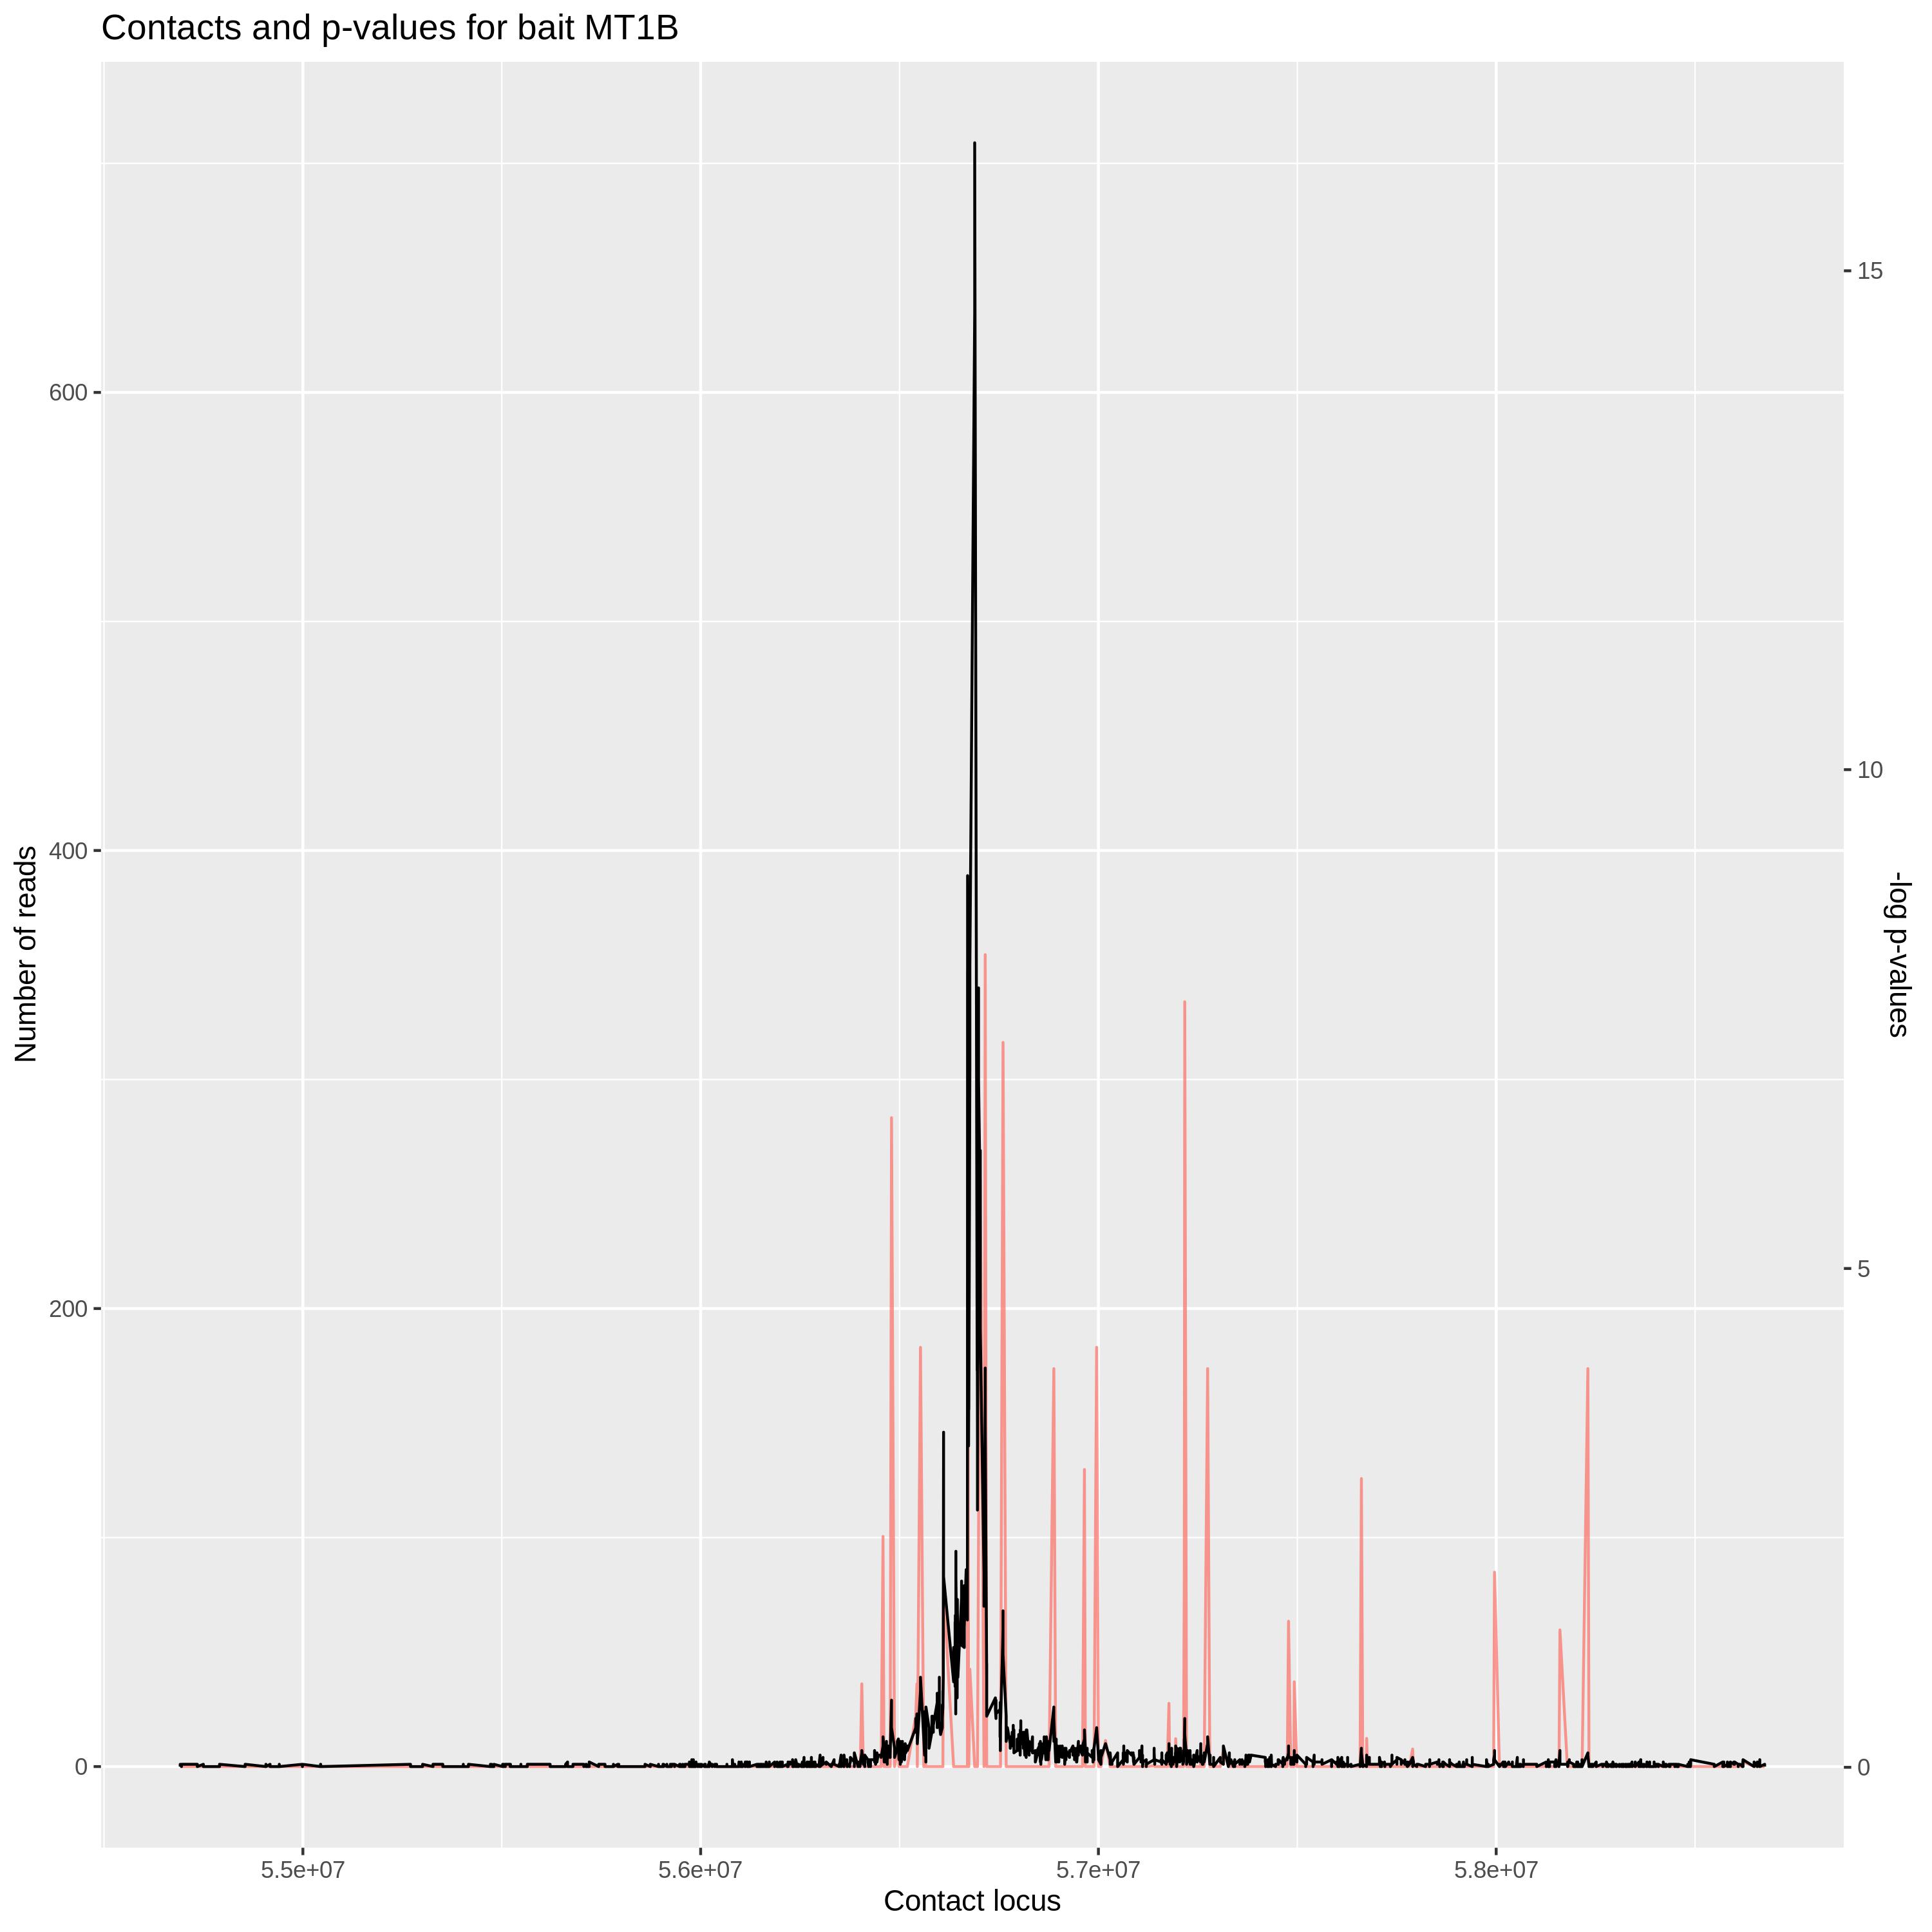 Contacts and p-values for bait MT1B
600
400
200
0
Number of reads
15
10
5
0
-log p-values
5.5e+07
5.6e+07
5.7e+07
5.8e+07
Contact locus